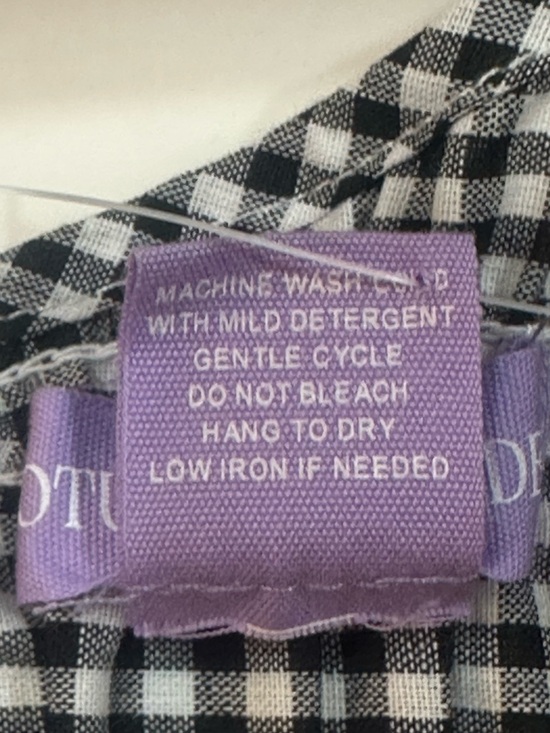 MACHINE WASH
WITH MILD DETERGENT
GENTLE CYCLE
DO NOT BLEACH
HANG TO DRY
LOW IRON IF NEEDED